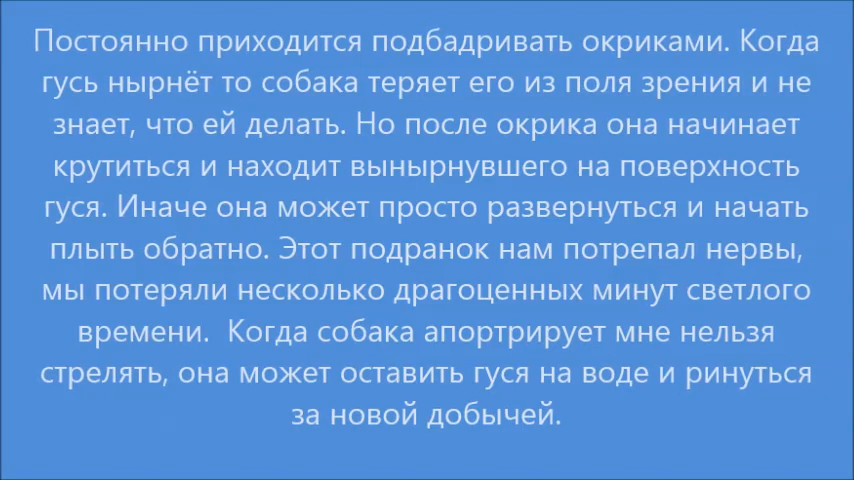 Постоянно приходится подбадривать окриками. Когда
гусь нырнёт то собака теряет его из поля зрения и не
знает, что ей делать. Но после окрика она начинает
крутиться и находит вынырнувшего на поверхность
гуся. Иначе она может просто развернуться и начать
плыть обратно. Этот подранок нам потрепал нервы,
мы потеряли несколько драгоценных минут светлого
времени.  Когда собака апортрирует мне нельзя
стрелять, она может оставить гуся на воде и ринуться
за новой добычей.